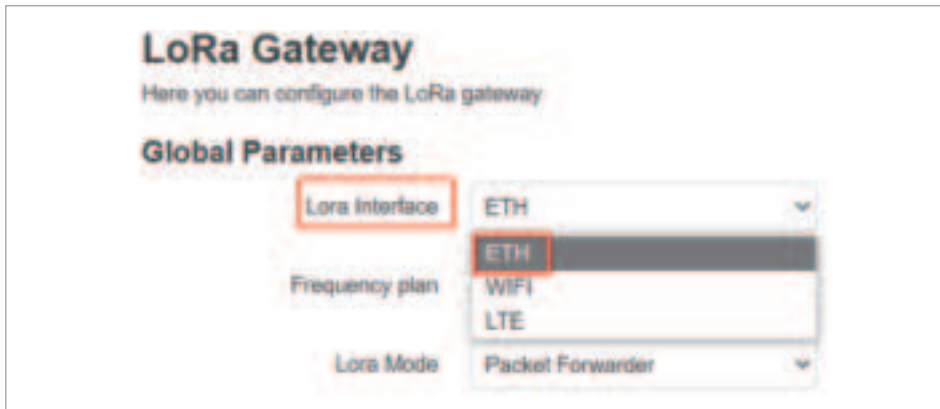 LoRa Gateway
Here you can configure the LoRa gateway
Global Parameters
Lora Interface ETH
ETH
Frequency plan WIFI
LTE
Lora Mode Packet Forwarder